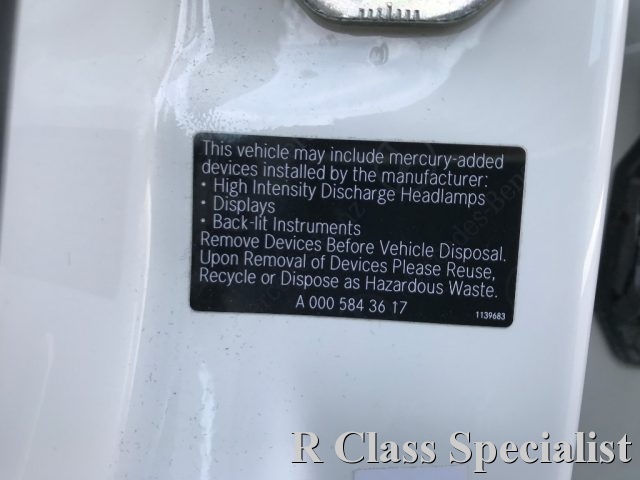 This vehicle may include mercury-added
devices installed by the manufacturer:
• High Intensity Discharge Headlamps
• Displays
• Back-lit Instruments
Remove Devices Before Vehicle Disposal.
Upon Removal of Devices Please Reuse,
Recycle or Dispose as Hazardous Waste.
A 000 584 36 17
1139683
R Class Specialist